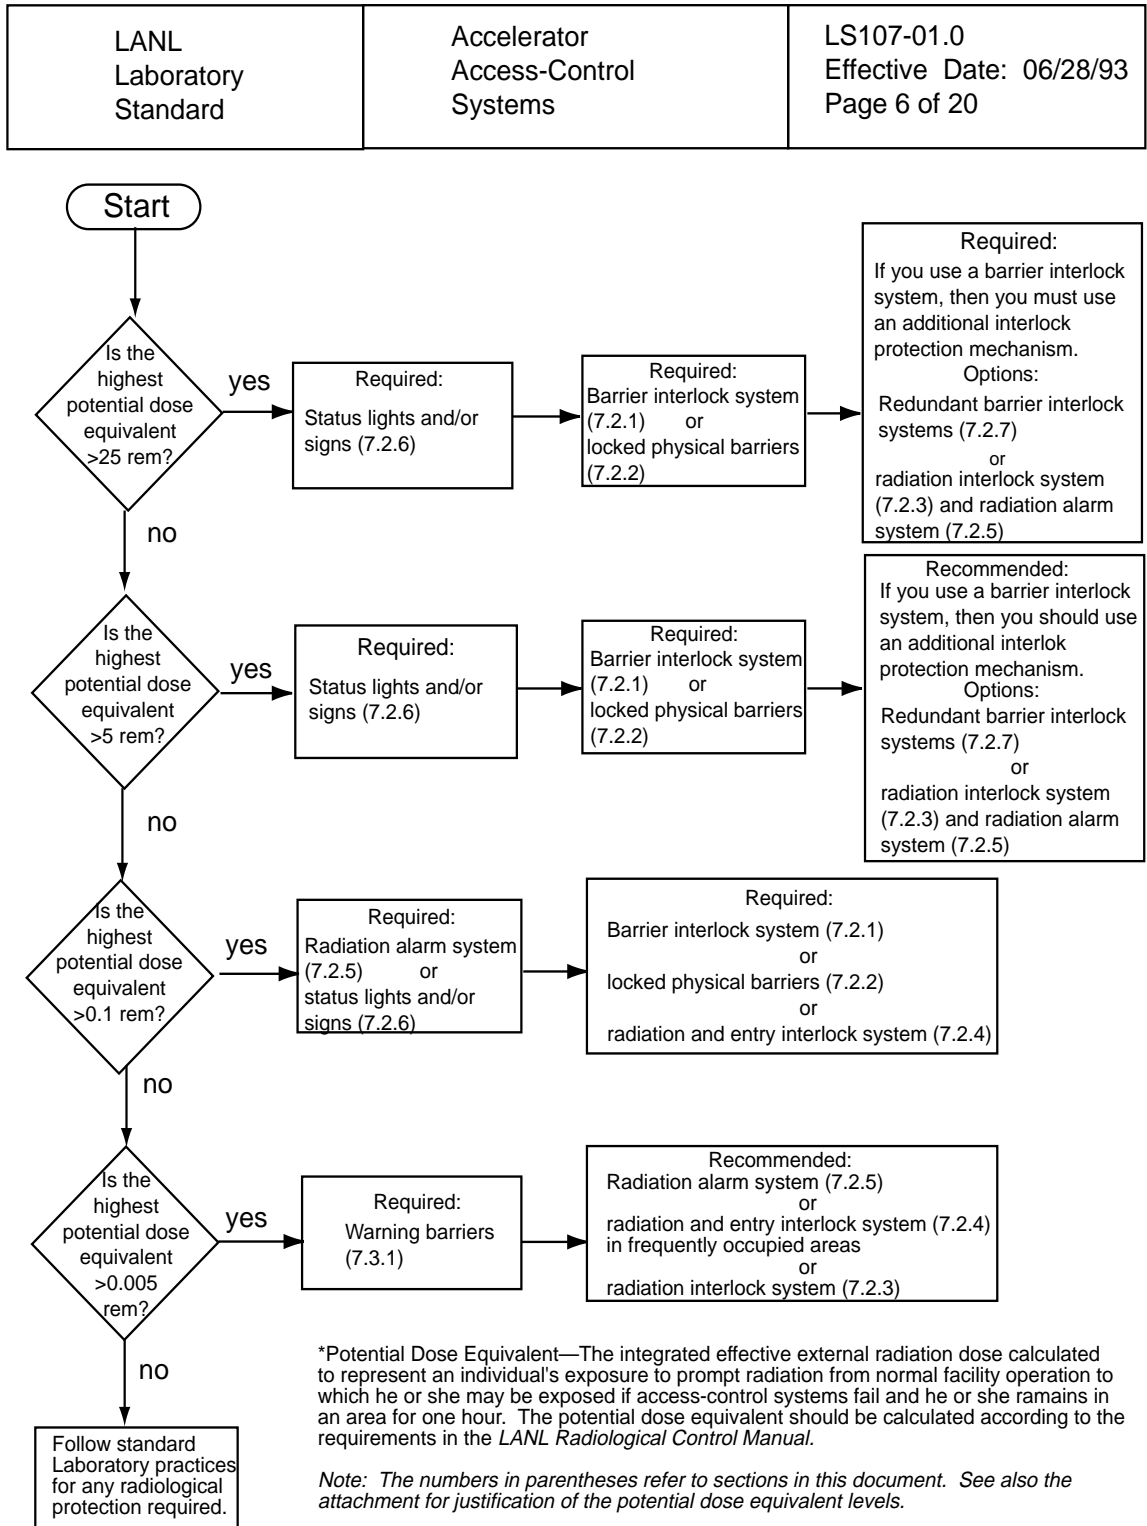 LANL
Laboratory
Standard
Accelerator
Access-Control
Systems
LS107-01.0
Effective Date: 06/28/93
Page 6 of 20
Start
Is the
highest
potential dose
equivalent
>25 rem?
yes
Required:
Status lights and/or
signs (7.2.6)
Required:
Barrier interlock system
(7.2.1) or
locked physical barriers
(7.2.2)
Required:
If you use a barrier interlock
system, then you must use
an additional interlock
protection mechanism.
Options:
Redundant barrier interlock
systems (7.2.7)
or
radiation interlock system
(7.2.3) and radiation alarm
system (7.2.5)
no
Is the
highest
potential dose
equivalent
>5 rem?
yes
Required:
Status lights and/or
signs (7.2.6)
Required:
Barrier interlock system
(7.2.1) or
locked physical barriers
(7.2.2)
Recommended:
If you use a barrier interlock
system, then you should use
an additional interlok
protection mechanism.
Options:
Redundant barrier interlock
systems (7.2.7)
or
radiation interlock system
(7.2.3) and radiation alarm
system (7.2.5)
no
Is the
highest
potential dose
equivalent
>0.1 rem?
yes
Required:
Radiation alarm system
(7.2.5) or
status lights and/or
signs (7.2.6)
Required:
Barrier interlock system (7.2.1)
or
locked physical barriers (7.2.2)
or
radiation and entry interlock system (7.2.4)
no
Is the
highest
potential dose
equivalent
>0.005
rem?
yes
Required:
Warning barriers
(7.3.1)
Recommended:
Radiation alarm system (7.2.5)
or
radiation and entry interlock system (7.2.4)
in frequently occupied areas
or
radiation interlock system (7.2.3)
no
Follow standard
Laboratory practices
for any radiological
protection required.
*Potential Dose Equivalent—The integrated effective external radiation dose calculated
to represent an individual's exposure to prompt radiation from normal facility operation to
which he or she may be exposed if access-control systems fail and he or she ramains in
an area for one hour. The potential dose equivalent should be calculated according to the
requirements in the LANL Radiological Control Manual.
Note: The numbers in parentheses refer to sections in this document. See also the
attachment for justification of the potential dose equivalent levels.